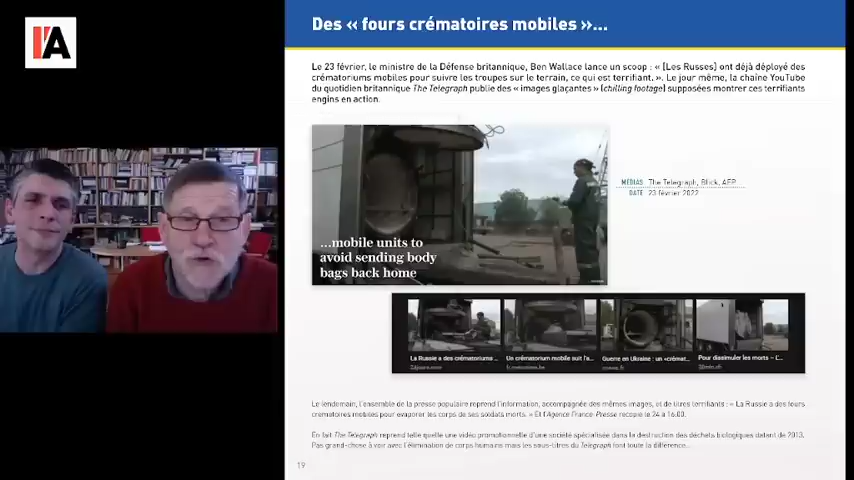 I'A
Des « fours crématoires mobiles »...
Le 23 février, le ministre de la Défense britannique, Ben Wallace lance un scoop : « [Les Russes] ont déjà déployé des
crématoriums mobiles pour suivre les troupes sur le terrain, ce qui est terrifiant. ». Le jour même, la chaîne YouTube
du quotidien britannique The Telegraph publie des « images glaçantes » (chilling footage) supposées montrer ces terrifiants
engins en action.
...mobile units to
avoid sending body
bags back home
MÉDIAS The Telegraph, Blick, AFP
DATE 23 février 2022
La Russie a des crématoriums ...
Un crématorium mobile suit l'a...
Guerre en Ukraine : un «crémat...
Pour dissimuler les morts – L'...
Le lendemain, l'ensemble de la presse populaire reprend l'information, accompagnée des mêmes images, et de titres terrifiants : « La Russie a des fours
crématoires mobiles pour évaporer les corps de ses soldats morts. » Et l'Agence France-Presse recopie le 24 à 16:00.
En fait The Telegraph reprend telle quelle une vidéo promotionnelle d'une société spécialisée dans la destruction des déchets biologiques datant de 2013.
Pas grand-chose à voir avec l'élimination de corps humains mais les sous-titres du Telegraph font toute la différence...
19